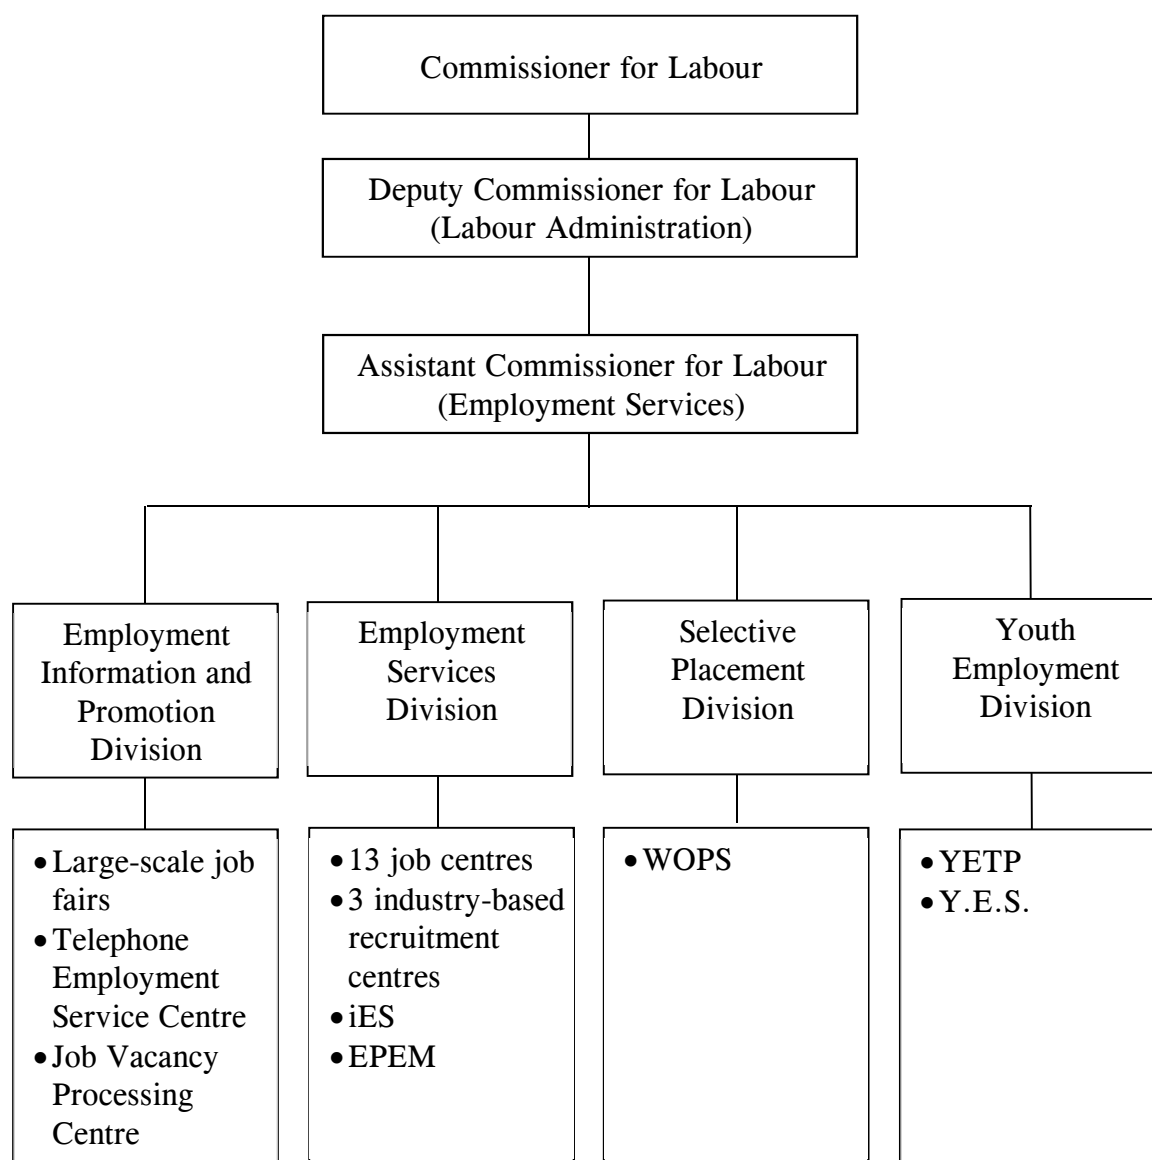 Commissioner for Labour
Deputy Commissioner for Labour
(Labour Administration)
Assistant Commissioner for Labour
(Employment Services)
Employment
Information and
Promotion
Division
Employment
Services
Division
Selective
Placement
Division
Youth
Employment
Division
• Large-scale job
fairs
• Telephone
Employment
Service Centre
• Job Vacancy
Processing
Centre
• 13 job centres
• 3 industry-based
recruitment
centres
• iES
• EPEM
• WOPS
• YETP
• Y.E.S.